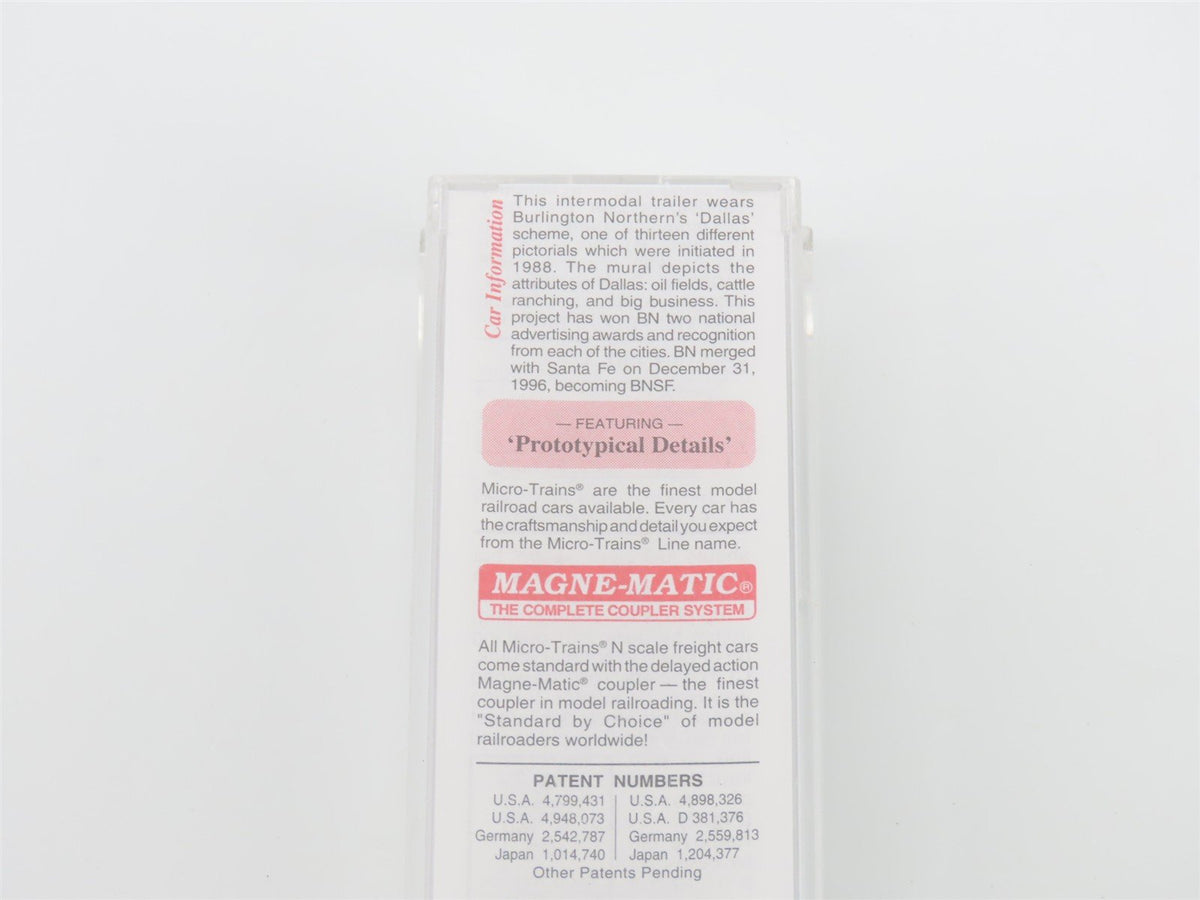 Car Information
This intermodal trailer wears
Burlington Northern's 'Dallas'
scheme, one of thirteen different
pictorials which were initiated in
1988. The mural depicts the
attributes of Dallas: oil fields, cattle
ranching, and big business. This
project has won BN two national
advertising awards and recognition
from each of the cities. BN merged
with Santa Fe on December 31,
1996, becoming BNSF.
— FEATURING —
'Prototypical Details'
Micro-Trains® are the finest model
railroad cars available. Every car has
the craftsmanship and detail you expect
from the Micro-Trains® Line name.
MAGNE-MATIC®
THE COMPLETE COUPLER SYSTEM
All Micro-Trains® N scale freight cars
come standard with the delayed action
Magne-Matic® coupler — the finest
coupler in model railroading. It is the
"Standard by Choice" of model
railroaders worldwide!
PATENT NUMBERS
U.S.A. 4,799,431 | U.S.A. 4,898,326
U.S.A. 4,948,073 | U.S.A. D 381,376
Germany 2,542,787 | Germany 2,559,813
Japan 1,014,740 | Japan 1,204,377
Other Patents Pending